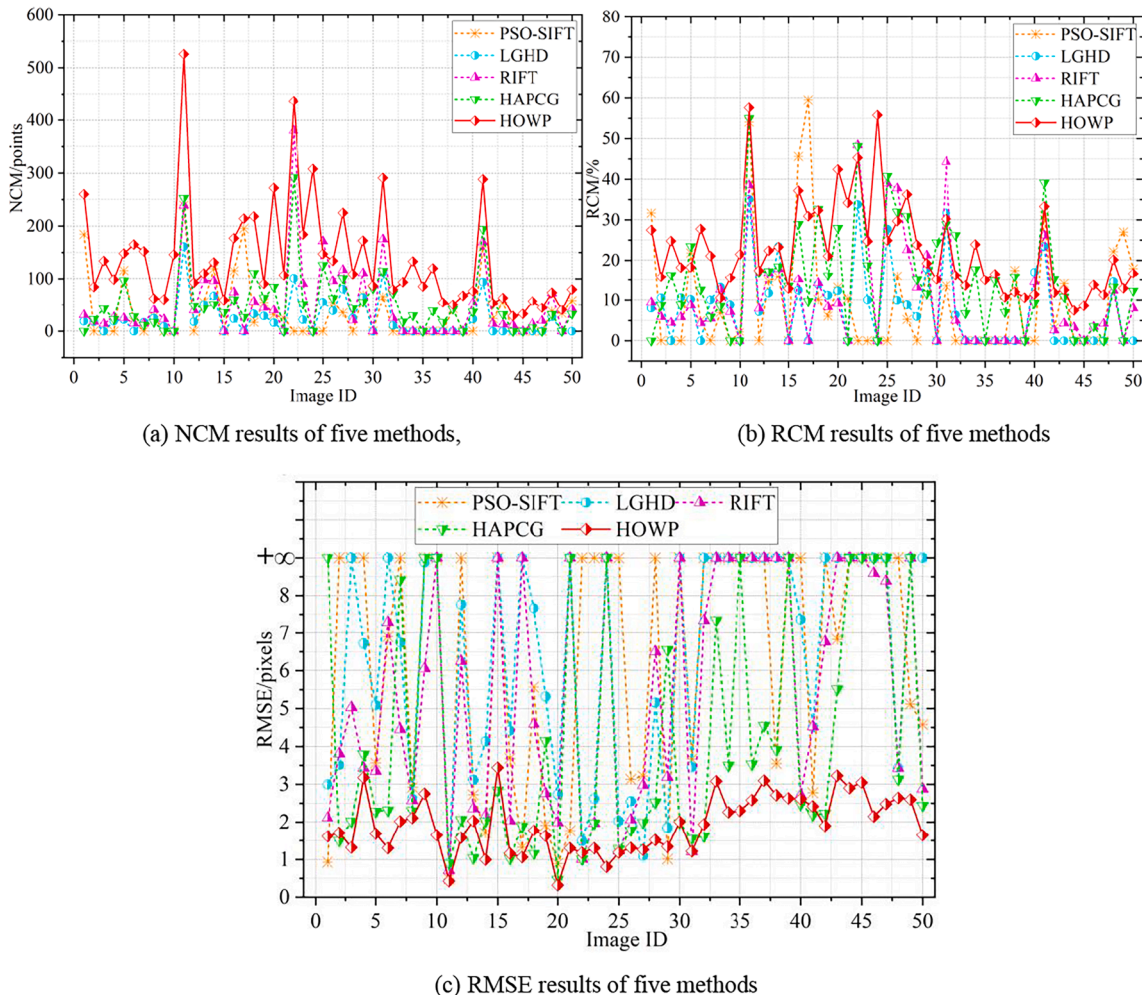 600
500
400
300
200
100
0
NCM/points
0 5 10 15 20 25 30 35 40 45 50
Image ID
PSO-SIFT
LGHD
RIFT
HAPCG
HOWP
(a) NCM results of five methods,
80
70
60
50
40
30
20
10
0
RCM/%
0 5 10 15 20 25 30 35 40 45 50
Image ID
PSO-SIFT
LGHD
RIFT
HAPCG
HOWP
(b) RCM results of five methods
PSO-SIFT LGHD RIFT
HAPCG HOWP
+∞
8
7
6
5
4
3
2
1
0
RMSE/pixels
0 5 10 15 20 25 30 35 40 45 50
Image ID
(c) RMSE results of five methods